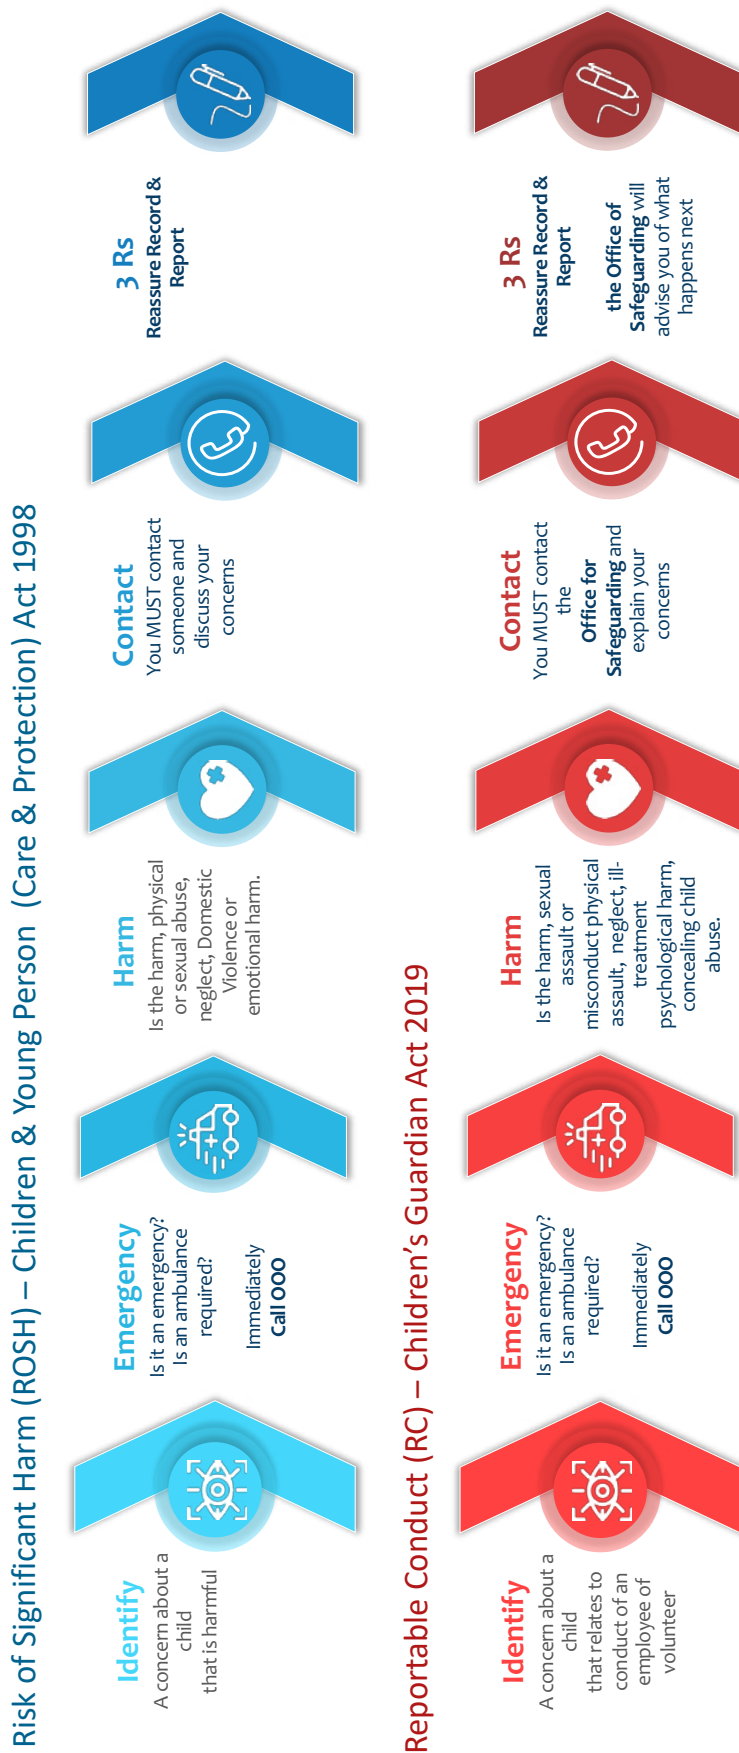 Risk of Significant Harm (ROSH) – Children & Young Person (Care & Protection) Act 1998
Identify
A concern about a
child
that is harmful
Emergency
Is it an emergency?
Is an ambulance
required?
Immediately
Call OOO
Harm
Is the harm, physical
or sexual abuse,
neglect, Domestic
Violence or
emotional harm.
Contact
You MUST contact
someone and
discuss your
concerns
3 Rs
Reassure Record &
Report
Reportable Conduct (RC) – Children's Guardian Act 2019
Identify
A concern about a
child
that relates to
conduct of an
employee of
volunteer
Emergency
Is it an emergency?
Is an ambulance
required?
Immediately
Call OOO
Harm
Is the harm, sexual
assault or
misconduct physical
assault, neglect, ill-
treatment
psychological harm,
concealing child
abuse.
Contact
You MUST contact
the
Office for
Safeguarding and
explain your
concerns
3 Rs
Reassure Record &
Report
the Office of
Safeguarding will
advise you of what
happens next